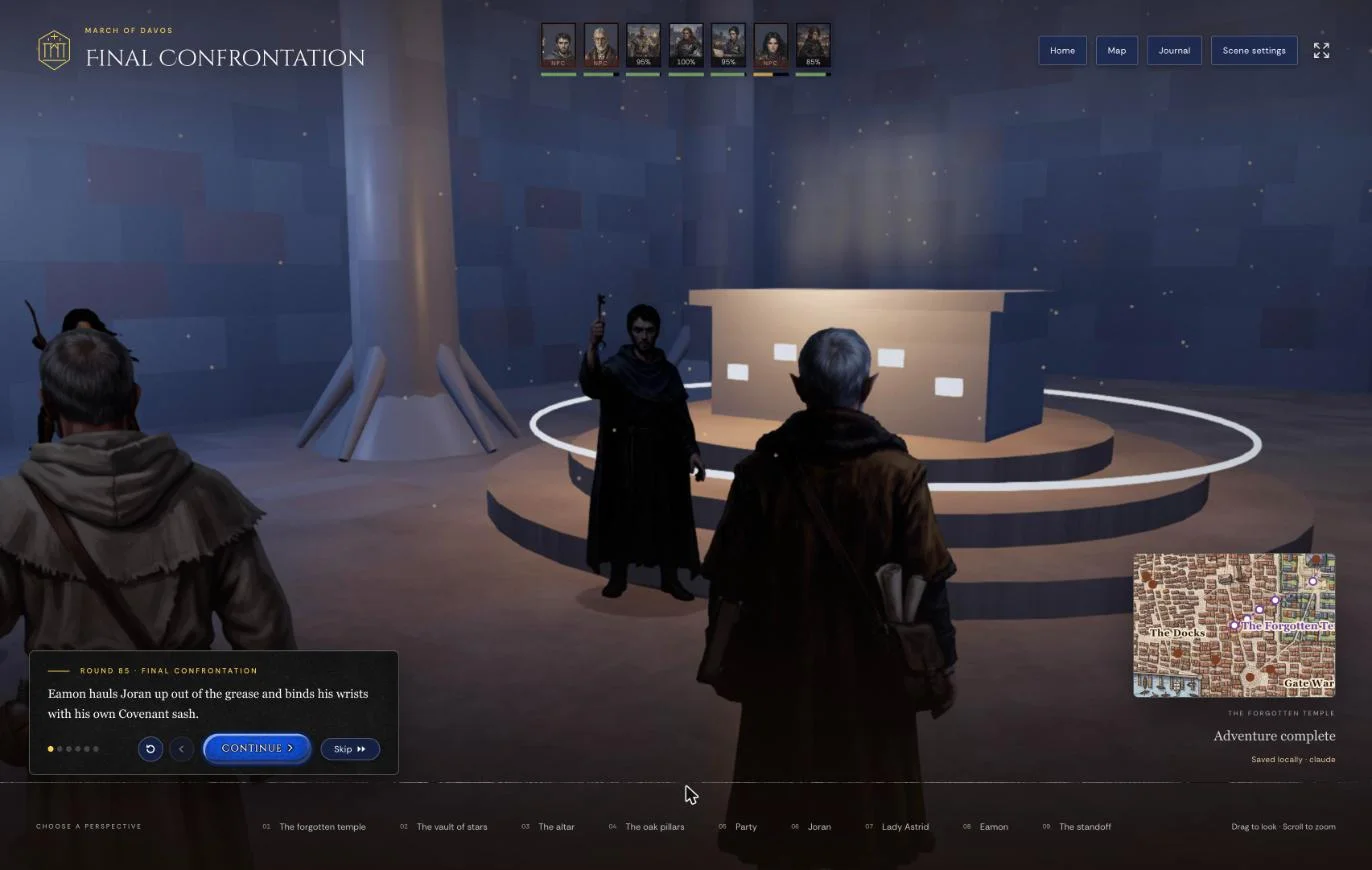 MARCH OF DAVOS
FINAL CONFRONTATION
NPC
NPC
95%
100%
95%
NPC
85%
Home
Map
Journal
Scene settings
ROUND 85 · FINAL CONFRONTATION
Eamon hauls Joran up out of the grease and binds his wrists
with his own Covenant sash.
CONTINUE
Skip
The Docks
The Forgotten Te
Gate War
THE FORGOTTEN TEMPLE
Adventure complete
Saved locally · claude
CHOOSE A PERSPECTIVE
01 The forgotten temple
02 The vault of stars
03 The altar
04 The oak pillars
05 Party
06 Joran
07 Lady Astrid
08 Eamon
09 The standoff
Drag to look · Scroll to zoom